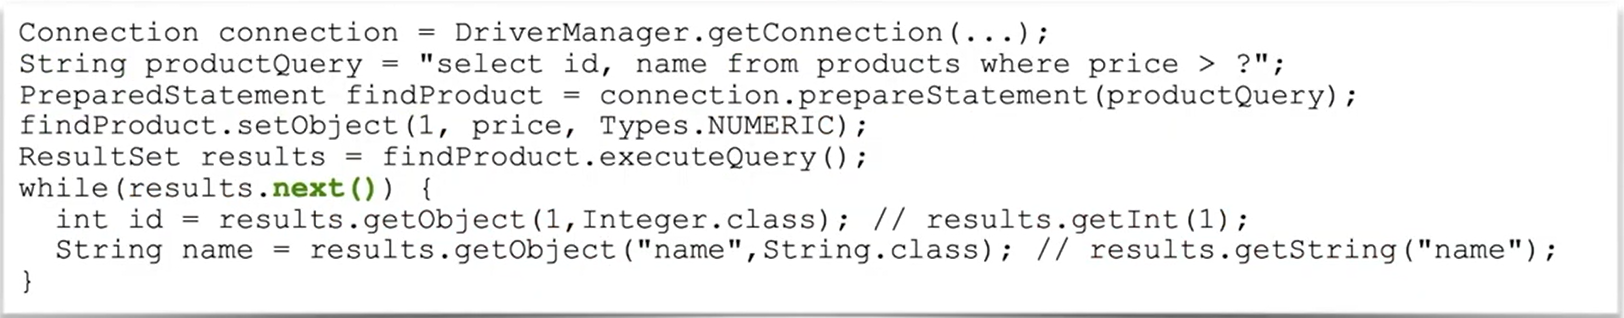 Connection connection = DriverManager.getConnection(...);
String productQuery = "select id, name from products where price > ?";
PreparedStatement findProduct = connection.prepareStatement(productQuery);
findProduct.setObject(1, price, Types.NUMERIC);
ResultSet results = findProduct.executeQuery();
while(results.next()) {
  int id = results.getObject(1,Integer.class); // results.getInt(1);
  String name = results.getObject("name",String.class); // results.getString("name");
}